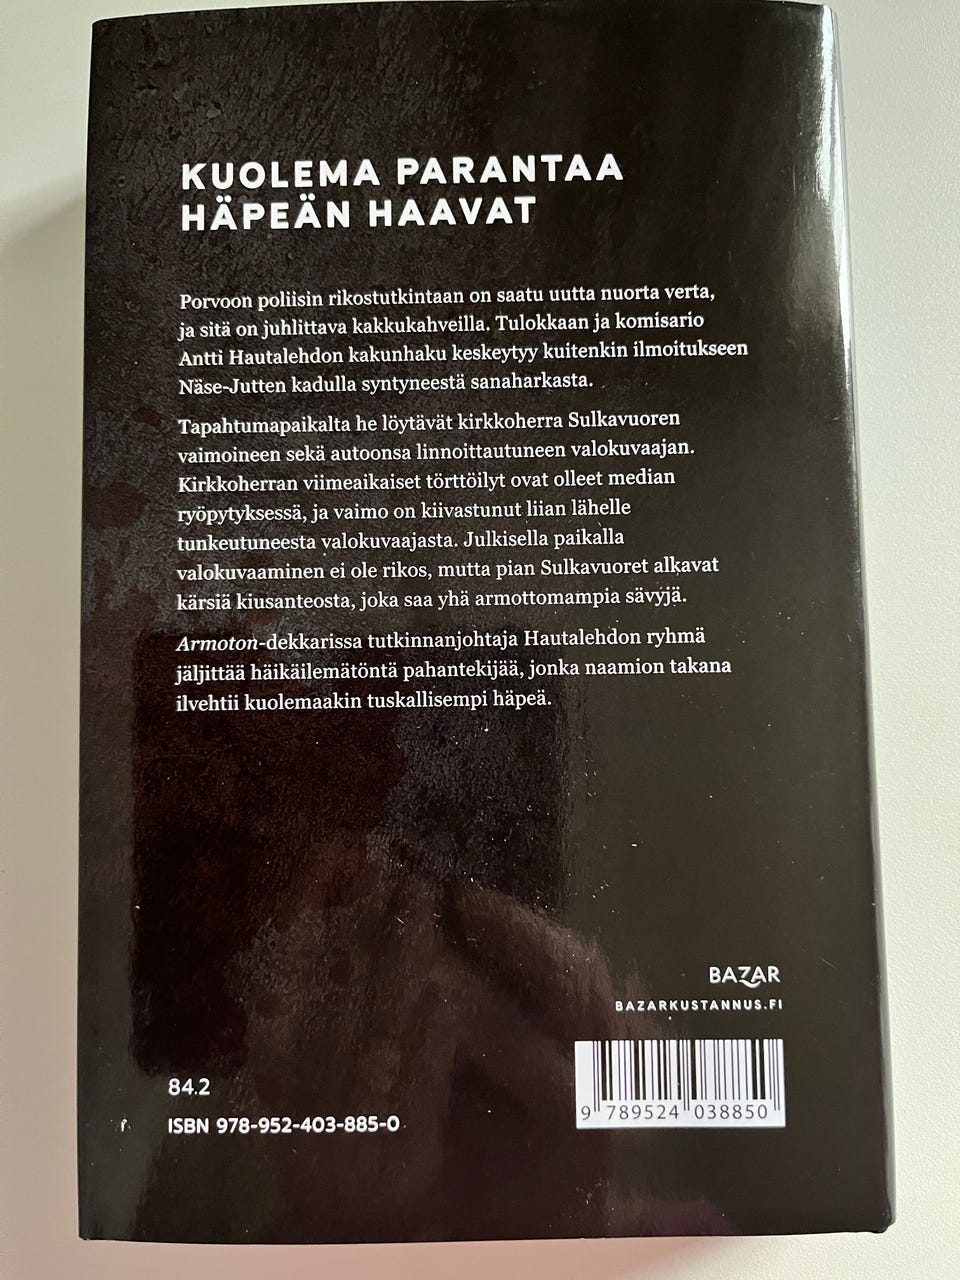 KUOLEMA PARANTAA
HÄPEÄN HAAVAT
Porvoon poliisin rikostutkintaan on saatu uutta nuorta verta,
ja sitä on juhlittava kakkukahveilla. Tulokkaan ja komisario
Antti Hautalehdon kakunhaku keskeytyy kuitenkin ilmoitukseen
Näse-Jutten kadulla syntyneestä sanaharkasta.
Tapahtumapaikalta he löytävät kirkkoherra Sulkavuoren
vaimoineen sekä autoonsa linnoittautuneen valokuvaajan.
Kirkkoherran viimeaikaiset törttöilyt ovat olleet median
ryöpytyksessä, ja vaimo on kiivastunut liian lähelle
tunkeutuneesta valokuvaajasta. Julkisella paikalla
valokuvaaminen ei ole rikos, mutta pian Sulkavuoret alkavat
kärsiä kiusanteosta, joka saa yhä armottomampia sävyjä.
Armoton-dekkarissa tutkinnanjohtaja Hautalehdon ryhmä
jäljittää häikäilemätöntä pahantekijää, jonka naamion takana
ilvehtii kuolemaakin tuskallisempi häpeä.
BAZAR
BAZARKUSTANNUS.FI
84.2
ISBN 978-952-403-885-0
9 789524 038850